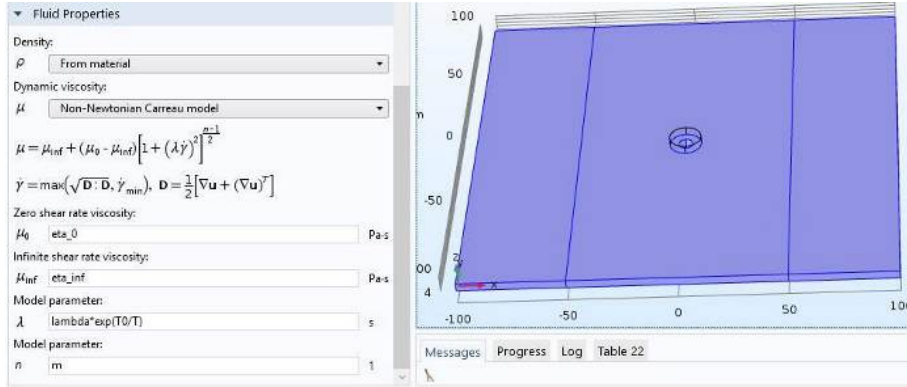 Fluid Properties
Density:
ρ From material
Dynamic viscosity:
μ Non-Newtonian Carreau model
μ = μinf + (μ0 - μinf)[1 + (λγ̇)²]^((n-1)/2)
γ̇ = max(√D:D, γ̇min), D = 1/2[∇u + (∇u)ᵀ]
Zero shear rate viscosity:
μ0 eta_0 Pa·s
Infinite shear rate viscosity:
μinf eta_inf Pa·s
Model parameter:
λ lambda*exp(T0/T) s
Model parameter:
n m 1
100
50
m
0
-50
00
4
z
y
x
-100
-50
0
50
100
Messages Progress Log Table 22